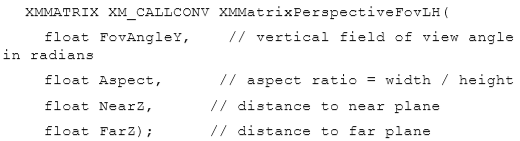 XMMATRIX XM_CALLCONV XMMatrixPerspectiveFovLH(
float FovAngleY, // vertical field of view angle
in radians
float Aspect, // aspect ratio = width / height
float NearZ, // distance to near plane
float FarZ); // distance to far plane